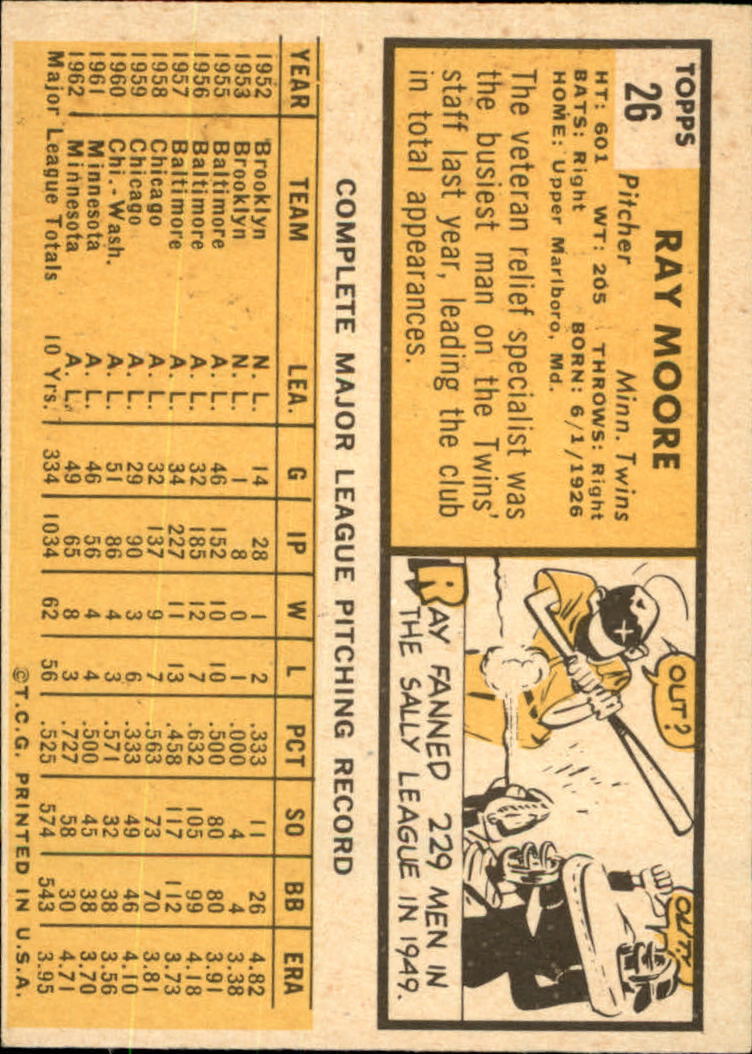 TOPPS
26
RAY MOORE
Pitcher Minn. Twins
HT: 601 WT: 205 THROWS: Right
BATS: Right BORN: 6/1/1926
HOME: Upper Marlboro, Md.
The veteran relief specialist was
the busiest man on the Twins'
staff last year, leading the club
in total appearances.
OUT?
OUT!
RAY FANNED 229 MEN IN
THE SALLY LEAGUE IN 1949.
COMPLETE MAJOR LEAGUE PITCHING RECORD
YEAR TEAM LEA. G IP W L PCT SO BB ERA
1952 Brooklyn N. L. 14 28 1 2 .333 11 26 4.82
1953 Brooklyn N. L. 1 8 0 1 .000 4 4 3.38
1955 Baltimore A. L. 46 152 10 10 .500 80 80 3.91
1956 Baltimore A. L. 32 185 12 7 .632 105 99 4.18
1957 Baltimore A. L. 34 227 11 13 .458 117 112 3.73
1958 Chicago A. L. 32 137 9 7 .563 73 70 3.81
1959 Chicago A. L. 29 90 3 6 .333 49 46 4.10
1960 Chi.-Wash. A. L. 51 86 4 3 .571 32 38 3.56
1961 Minnesota A. L. 46 56 4 4 .500 45 38 3.70
1962 Minnesota A. L. 49 65 8 3 .727 58 30 4.71
Major League Totals 10 Yrs. 334 1034 62 56 .525 574 543 3.95
©T.C.G. PRINTED IN U.S.A.